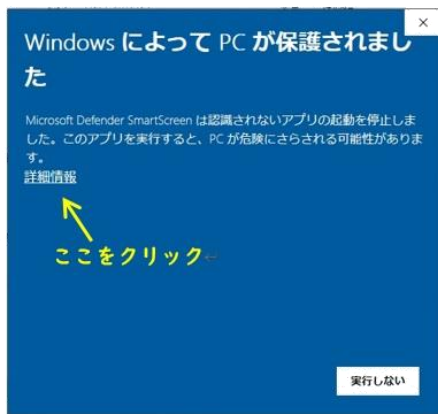 Windows によって PC が保護されまし
た
Microsoft Defender SmartScreen は認識されないアプリの起動を停止しま
した。このアプリを実行すると、PC が危険にさらされる可能性がありま
す。
詳細情報
ここをクリック↵
実行しない